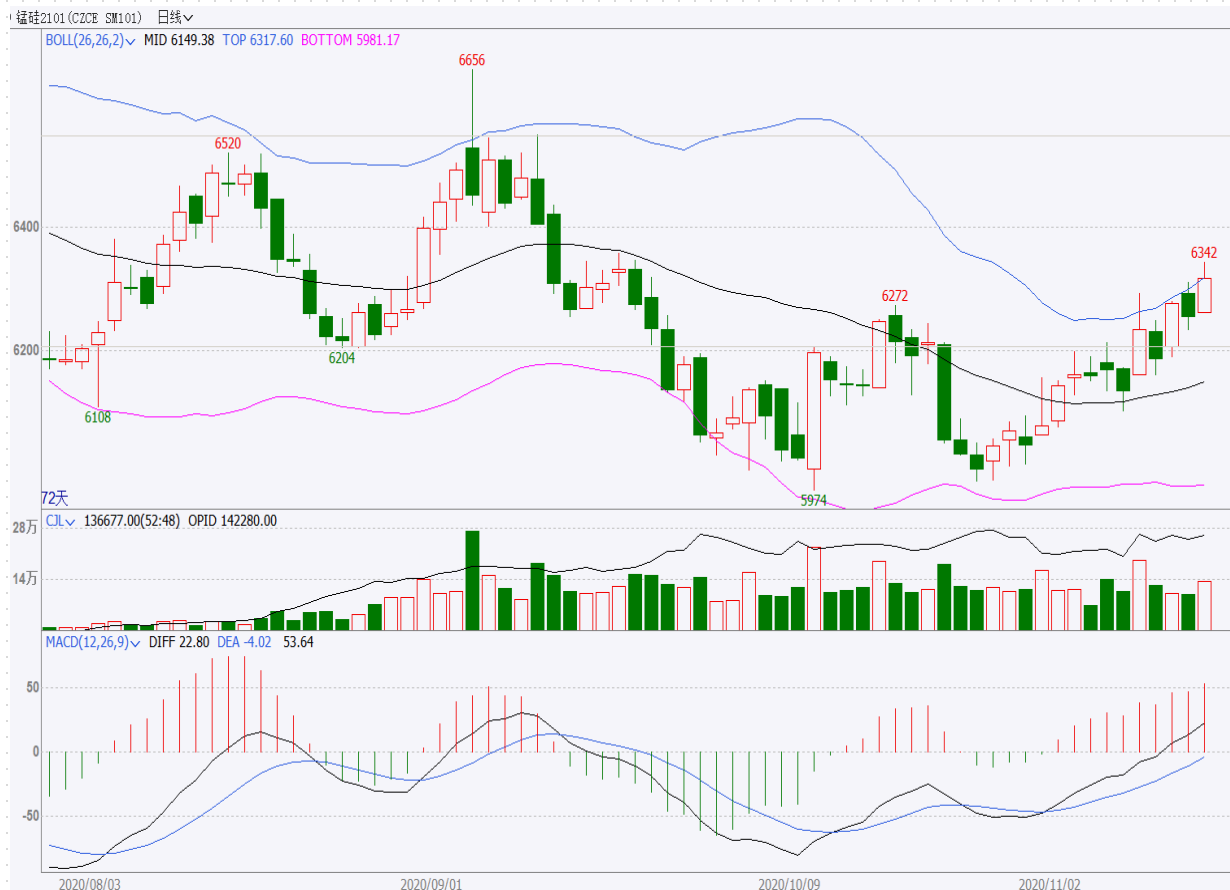 锰硅2101(CZCE SM101) 日线
BOLL(26,26,2) MID 6149.38 TOP 6317.60 BOTTOM 5981.17
6656
6520
6400
6342
6272
6200
6204
6108
5974
72天
CJL 136677.00(52:48) OPID 142280.00
28万
14万
MACD(12,26,9) DIFF 22.80 DEA -4.02 53.64
50
0
-50
2020/08/03 2020/09/01 2020/10/09 2020/11/02